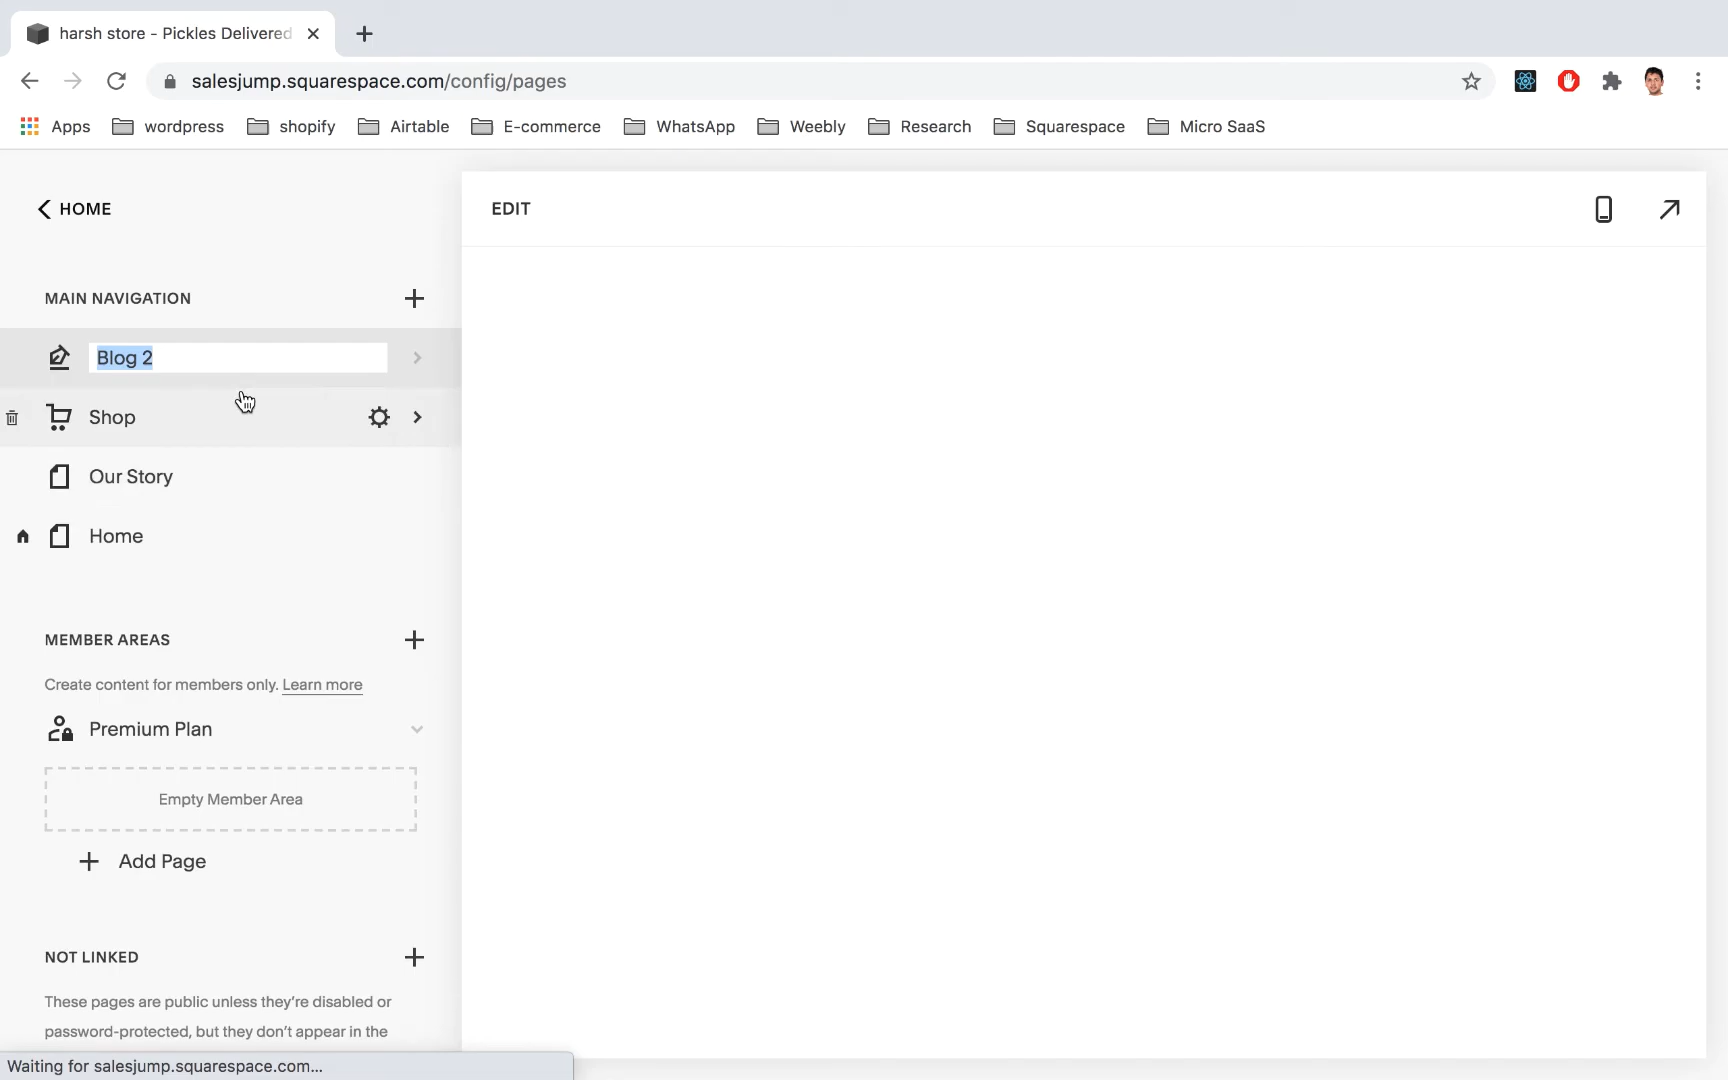 harsh store - Pickles Delivered
salesjump.squarespace.com/config/pages
Apps wordpress shopify Airtable E-commerce WhatsApp Weebly Research Squarespace Micro SaaS
HOME
EDIT
MAIN NAVIGATION
Blog 2
Shop
Our Story
Home
MEMBER AREAS
Create content for members only. Learn more
Premium Plan
Empty Member Area
Add Page
NOT LINKED
These pages are public unless they're disabled or
password-protected, but they don't appear in the
Waiting for salesjump.squarespace.com...